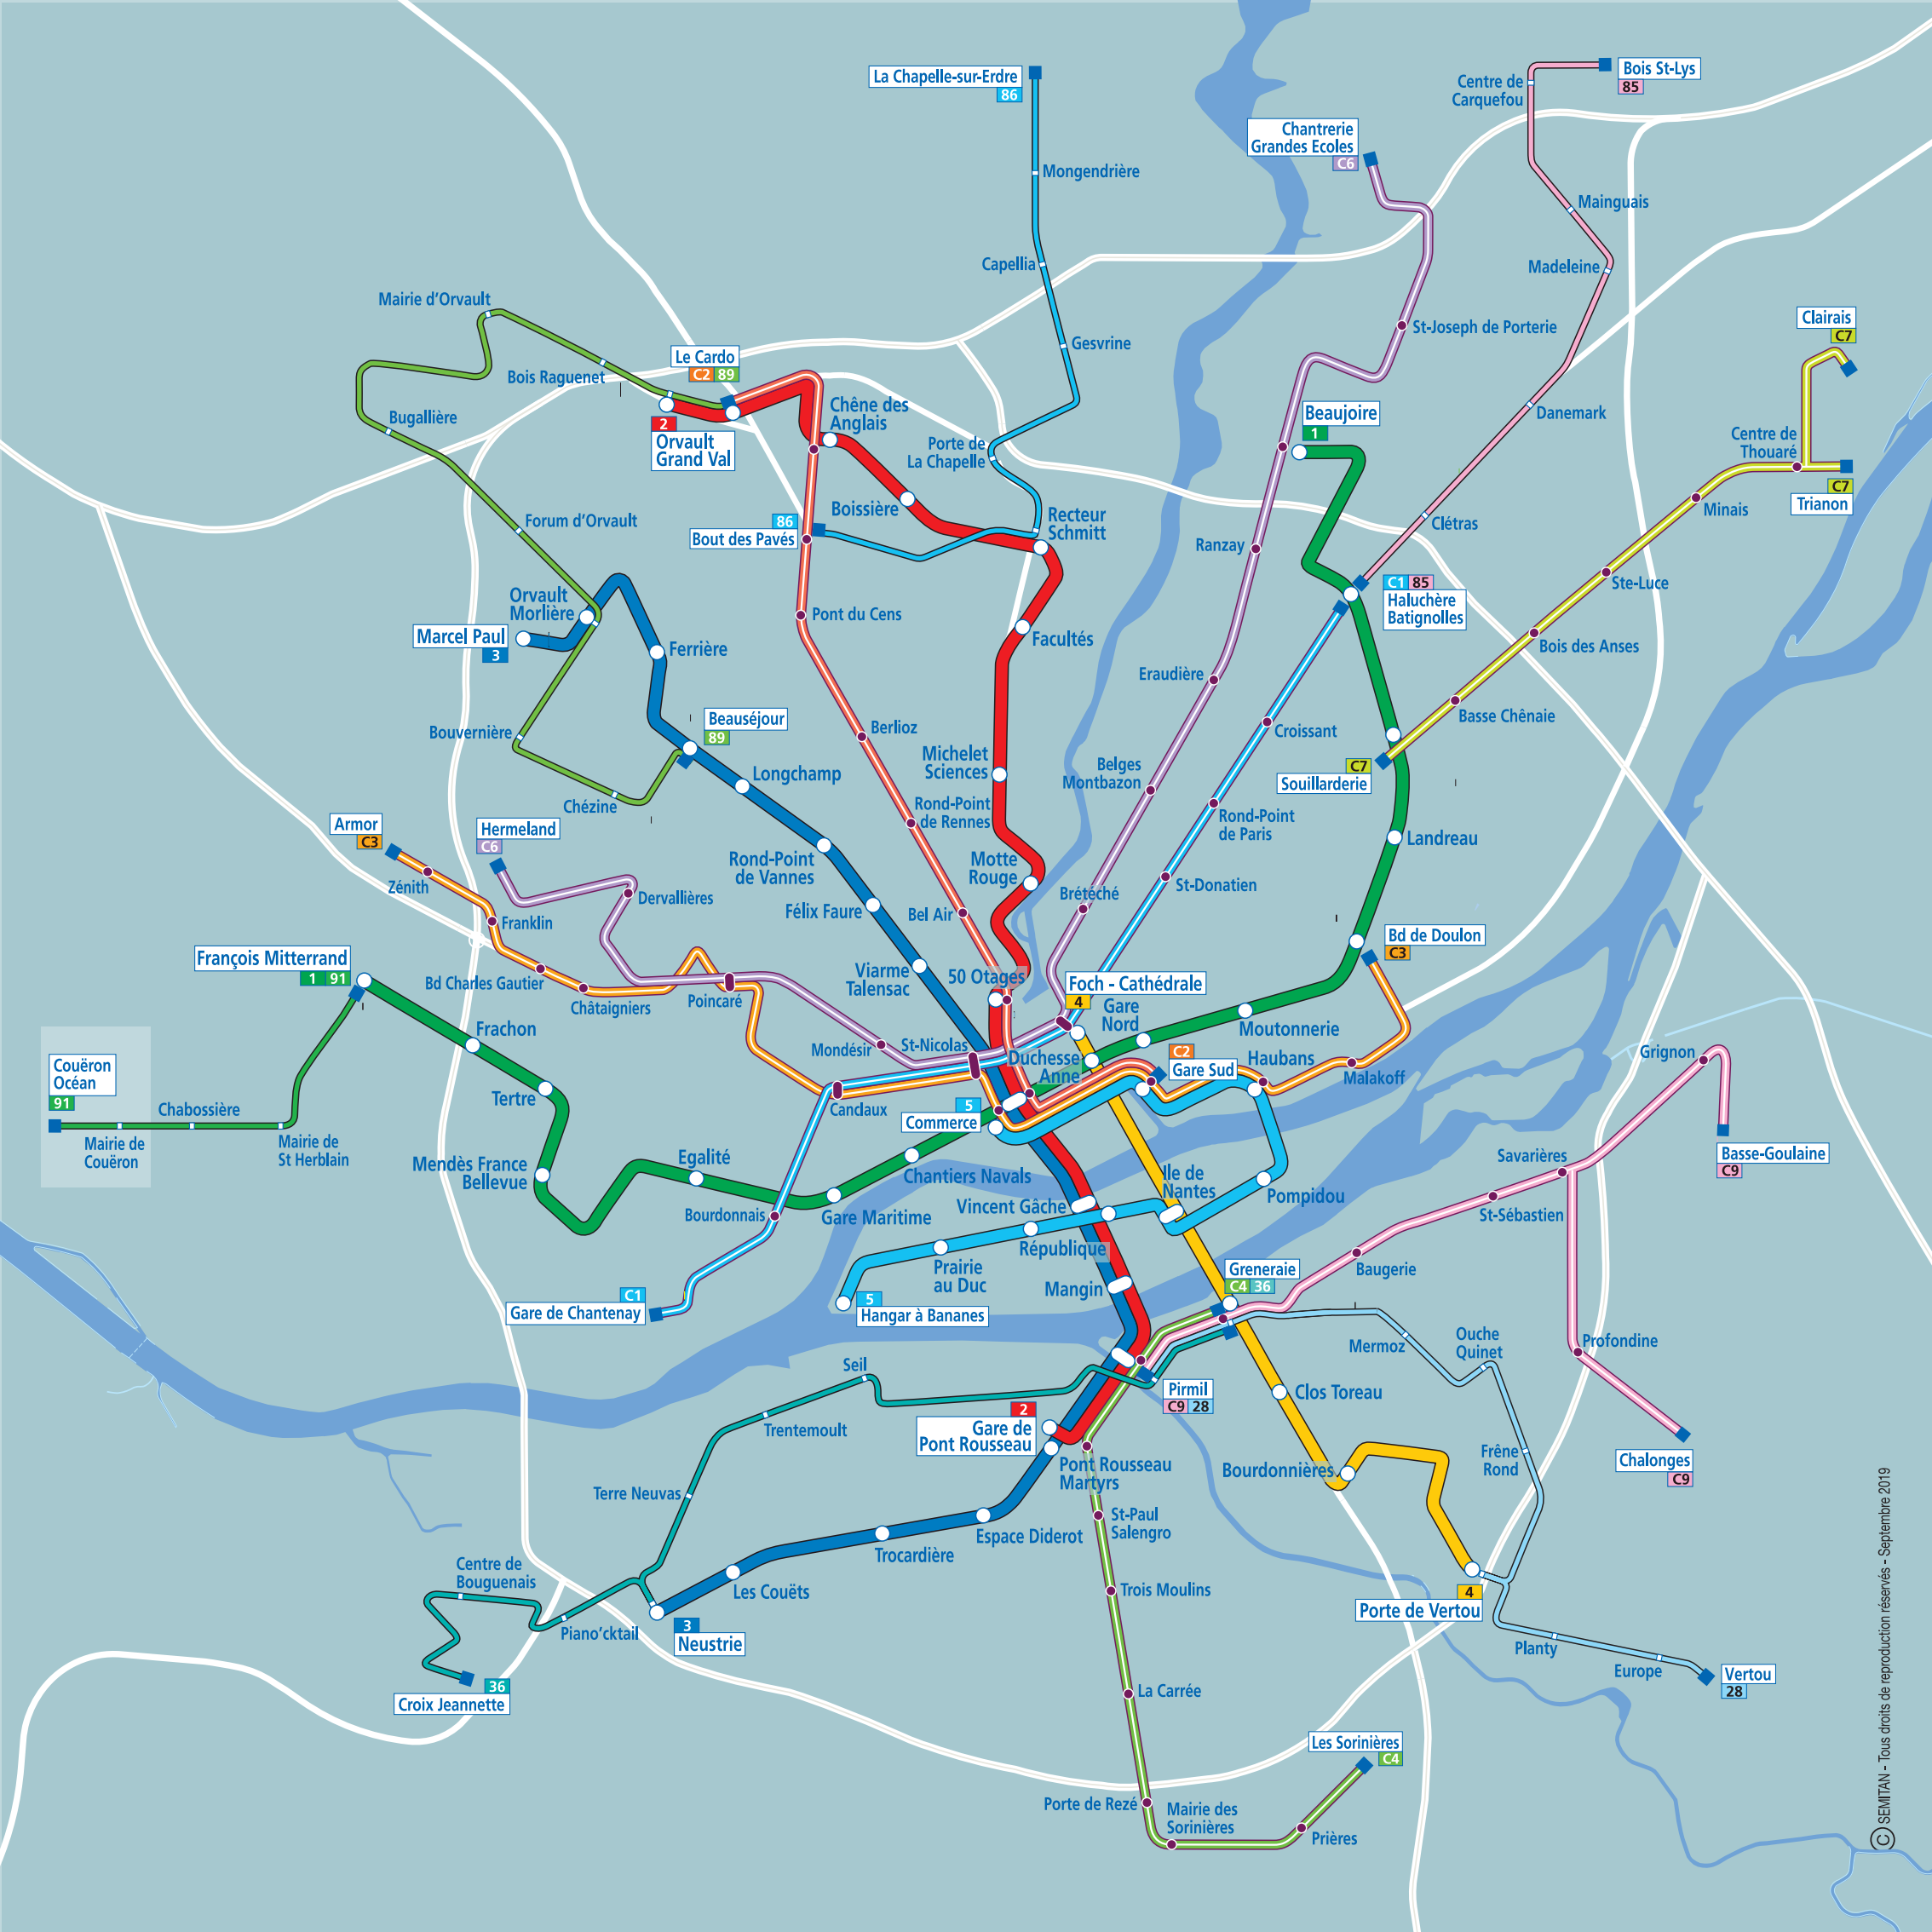 La Chapelle-sur-Erdre
86
Bois St-Lys
85
Centre de
Carquefou
Chantrerie
Grandes Ecoles
C6
Mongendrière
Mainguais
Capellia
Madeleine
Mairie d'Orvault
St-Joseph de Porterie
Clairais
C7
Gesvrine
Le Cardo
C2 89
Bois Raguenet
Bugallière
2
Orvault
Grand Val
Chêne des
Anglais
Beaujoire
1
Danemark
Porte de
La Chapelle
Centre de
Thouaré
C7
Trianon
Minais
Boissière
Forum d'Orvault
86
Bout des Pavés
Recteur
Schmitt
Clétras
Ranzay
Ste-Luce
C1 85
Haluchère
Batignolles
Orvault
Morlière
Marcel Paul
3
Pont du Cens
Facultés
Ferrière
Bois des Anses
Eraudière
Basse Chênaie
Beauséjour
89
Bouvernière
Berlioz
Croissant
Michelet
Sciences
Belges
Montbazon
C7
Souillarderie
Longchamp
Chézine
Rond-Point
de Rennes
Rond-Point
de Paris
Armor
C3
Hermeland
C6
Landreau
Zénith
Rond-Point
de Vannes
Motte
Rouge
Dervallières
Brétéché
St-Donatien
Franklin
Félix Faure
Bel Air
Bd de Doulon
C3
François Mitterrand
1 91
Bd Charles Gautier
Châtaigniers
Poincaré
Viarme
Talensac
50 Otages
Foch - Cathédrale
4
Gare
Nord
Moutonnerie
Frachon
Mondésir
St-Nicolas
Duchesse
Anne
C2
Gare Sud
Haubans
Malakoff
Grignon
Couëron
Océan
91
Chabossière
Tertre
Canclaux
5
Commerce
Mairie de
Couëron
Mairie de
St Herblain
Mendès France
Bellevue
Egalité
Chantiers Navals
Savarières
Basse-Goulaine
C9
Ile de
Nantes
Pompidou
Bourdonnais
Gare Maritime
Vincent Gâche
St-Sébastien
République
Prairie
au Duc
Mangin
Greneraie
C4 36
Baugerie
C1
Gare de Chantenay
5
Hangar à Bananes
Mermoz
Ouche
Quinet
Profondine
Seil
Pirmil
C9 28
Clos Toreau
Trentemoult
2
Gare de
Pont Rousseau
Chalonges
C9
Frêne
Rond
Bourdonnières
Pont Rousseau
Martyrs
Terre Neuvas
St-Paul
Salengro
Espace Diderot
Trocardière
Centre de
Bouguenais
Les Couëts
Trois Moulins
4
Porte de Vertou
Piano'cktail
3
Neustrie
Planty
Europe
Vertou
28
36
Croix Jeannette
La Carrée
Les Sorinières
C4
Porte de Rezé
Mairie des
Sorinières
Prières
© SEMITAN - Tous droits de reproduction réservés - Septembre 2019